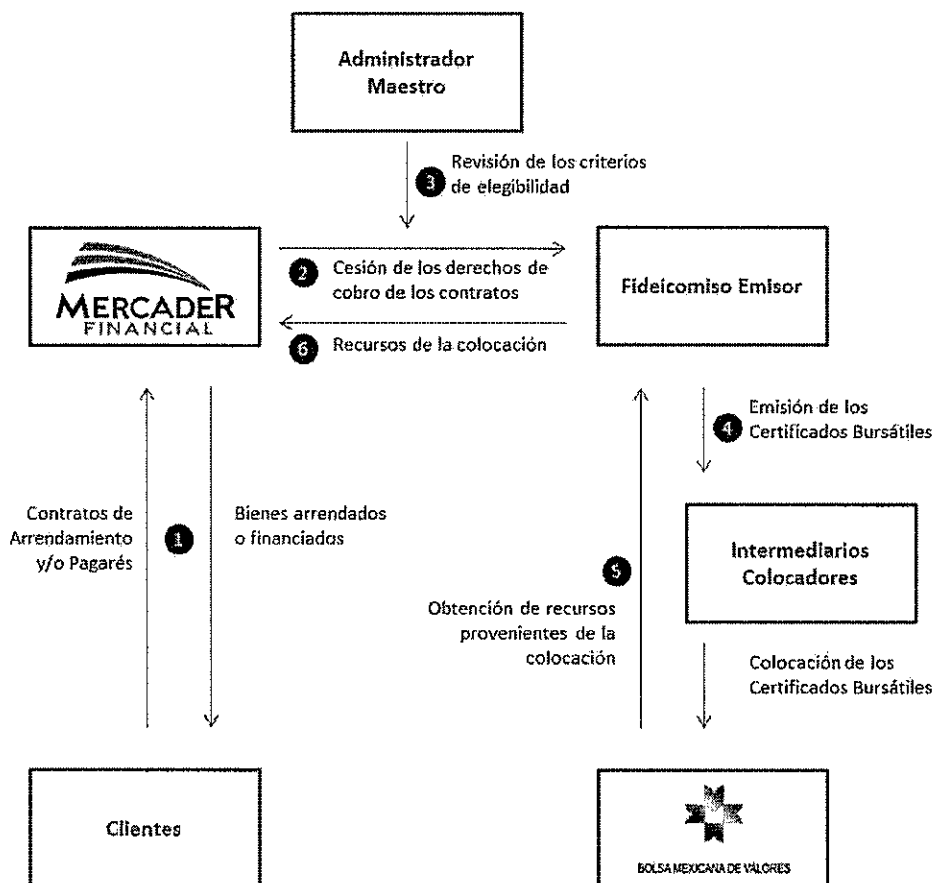 Administrador
Maestro
3
Revisión de los criterios
de elegibilidad
MERCADER
FINANCIAL
2
Cesión de los derechos de
cobro de los contratos
6
Recursos de la colocación
Fideicomiso Emisor
4
Emisión de los
Certificados Bursátiles
Contratos de
Arrendamiento
y/o Pagarés
1
Bienes arrendados
o financiados
5
Obtención de recursos
provenientes de la
colocación
Intermediarios
Colocadores
Colocación de los
Certificados Bursátiles
Clientes
BOLSA MEXICANA DE VALORES